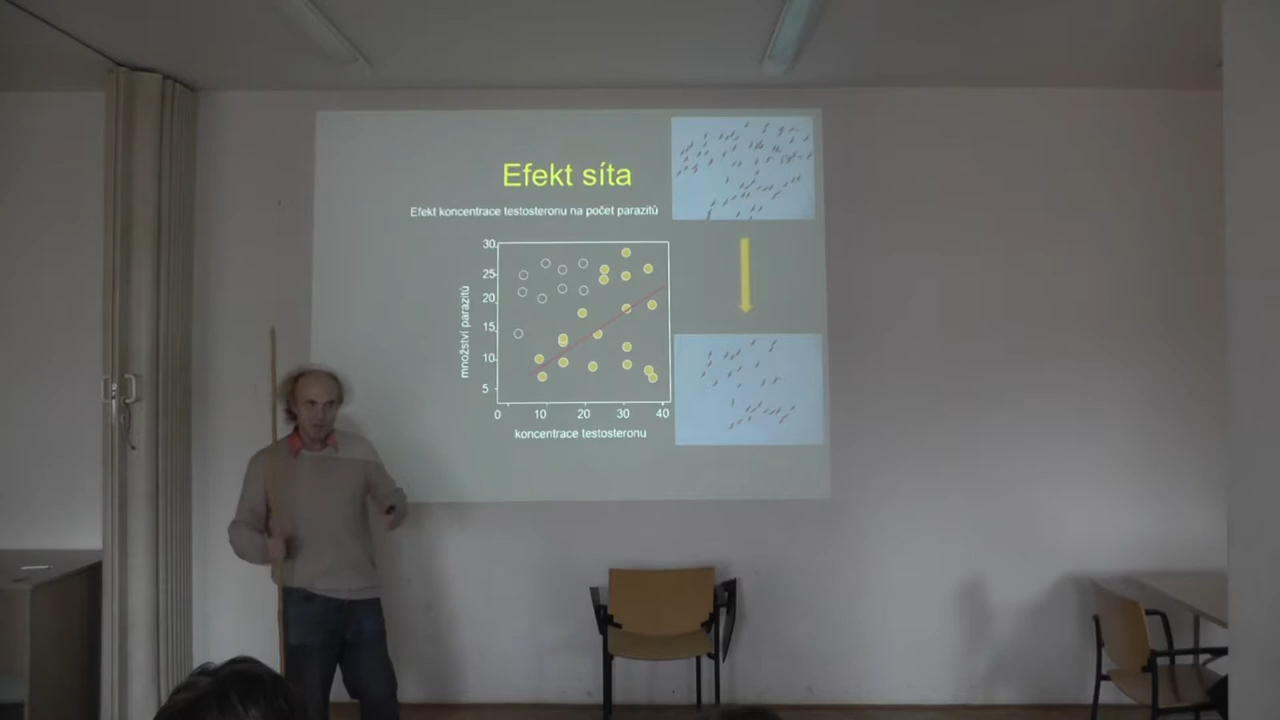 Efekt síta
Efekt koncentrace testosteronu na počet parazitů
množství parazitů
30
25
20
15
10
5
0 10 20 30 40
koncentrace testosteronu